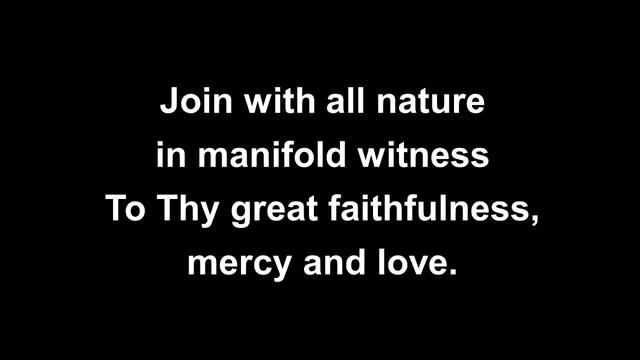 Join with all nature
in manifold witness
To Thy great faithfulness,
mercy and love.